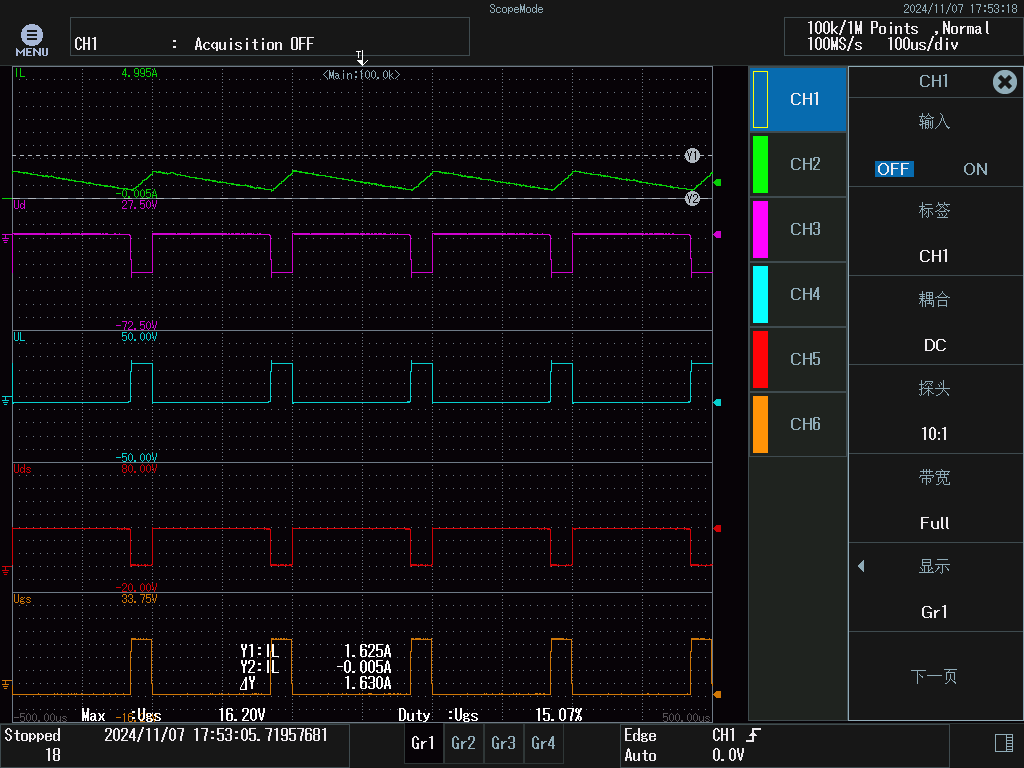 ScopeMode
2024/11/07 17:53:18
MENU
CH1 : Acquisition OFF
100k/1M Points ,Normal
100MS/s 100us/div
<Main:100.0k>
IL 4.995A
Y1
-0.005A
Y2
Ud 27.50V
-72.50V
UL 50.00V
-50.00V
Uds 80.00V
-20.00V
Ugs 33.75V
Y1:IL 1.625A
Y2:IL -0.005A
ΔY 1.630A
-500.00us
Max :Ugs 16.20V
Duty :Vgs 15.07%
500.00us
CH1
CH2
CH3
CH4
CH5
CH6
CH1
输入
OFF ON
标签
CH1
耦合
DC
探头
10:1
带宽
Full
显示
Gr1
下一页
Stopped 2024/11/07 17:53:05.71957681
18
Gr1 Gr2 Gr3 Gr4
Edge CH1
Auto 0.0V